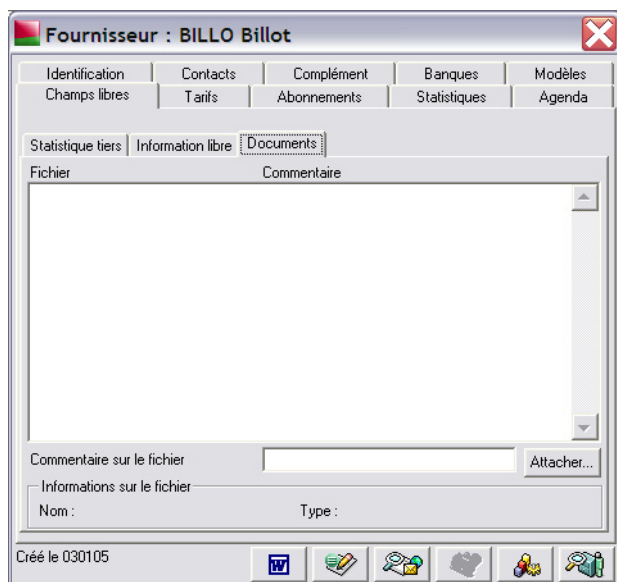 Fournisseur : BILLO Billot
Identification Contacts Complément Banques Modèles
Champs libres Tarifs Abonnements Statistiques Agenda
Statistique tiers Information libre Documents
Fichier Commentaire
Commentaire sur le fichier Attacher...
Informations sur le fichier
Nom : Type :
Créé le 030105
W